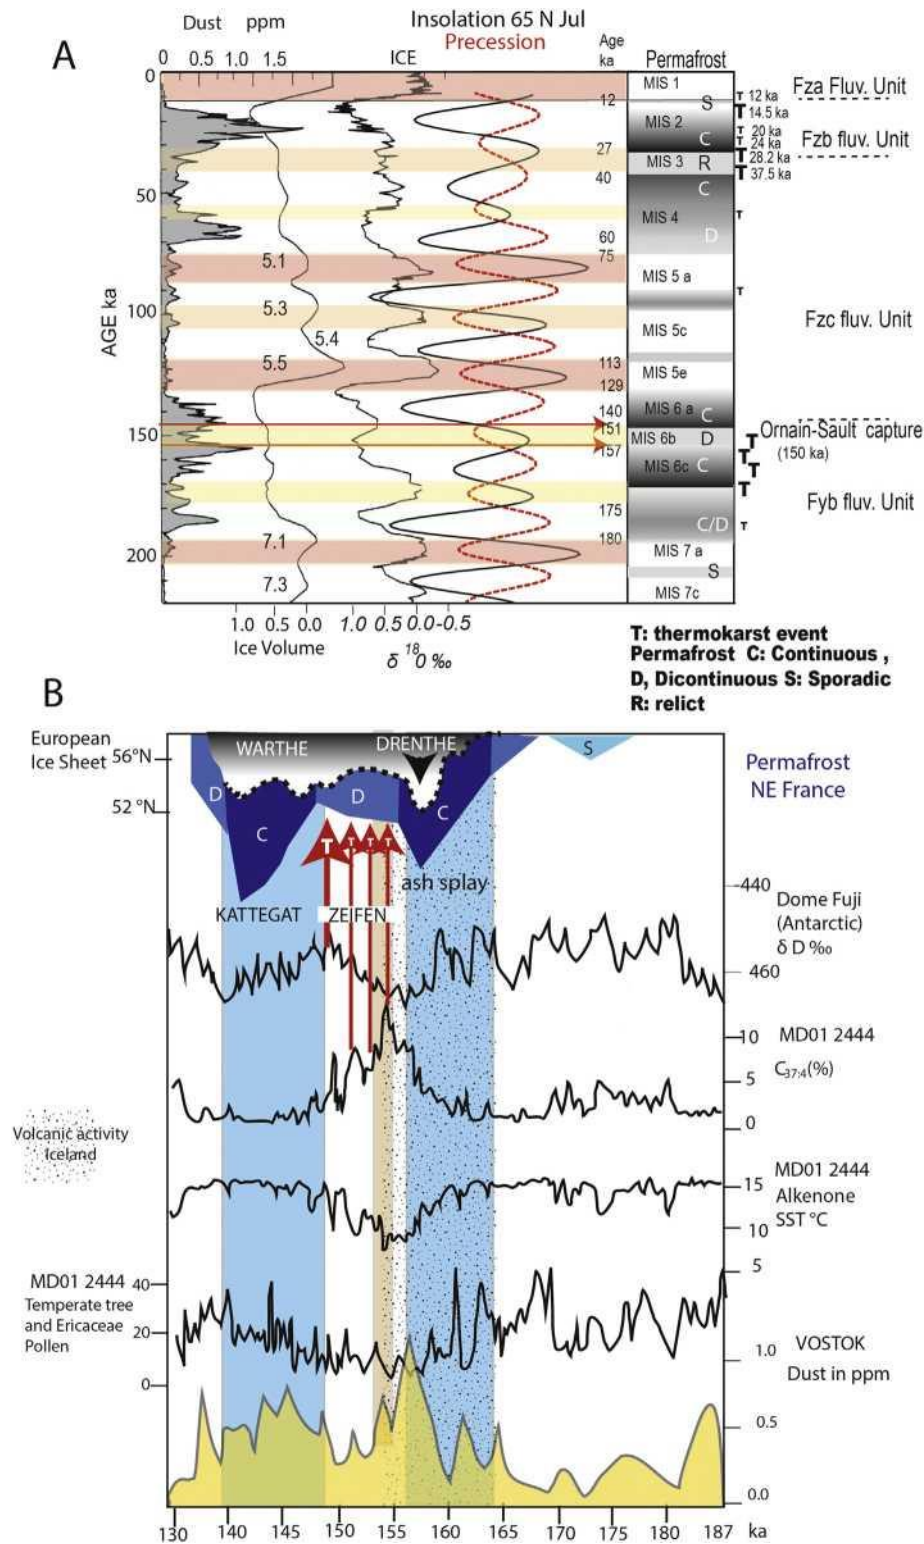 A
Dust ppm
Insolation 65 N Jul
Precession
ICE
Age
ka
Permafrost
0 0.5 1.0 1.5
0
50
100
150
200
AGE ka
5.1
5.3
5.4
5.5
7.1
7.3
12
27
40
60
75
113
129
140
151
157
175
180
MIS 1
S
MIS 2
C
MIS 3 R
C
MIS 4
D
MIS 5 a
MIS 5c
MIS 5e
MIS 6 a C
MIS 6b D
MIS 6c C
C/D
MIS 7 a
S
MIS 7c
T 12 ka
T 14.5 ka
T 20 ka
T 24 ka
T 28.2 ka
T 37.5 ka
T
T
T
T
T
T
T
Fza Fluv. Unit
Fzb fluv. Unit
Fzc fluv. Unit
Ornain-Sault capture
(150 ka)
Fyb fluv. Unit
1.0 0.5 0.0
Ice Volume
1.0 0.5 0.0 -0.5
δ 18 0 ‰
T: thermokarst event
Permafrost C: Continuous ,
D, Dicontinuous S: Sporadic
R: relict
B
European
Ice Sheet
56°N
52 °N
WARTHE
DRENTHE
S
D
C
D
C
T T T T
Permafrost
NE France
ash splay
KATTEGAT
ZEIFEN
-440
460
Dome Fuji
(Antarctic)
δ D ‰
10
5
0
MD01 2444
C37:4(%)
Volcanic activity
Iceland
15
10
5
MD01 2444
Alkenone
SST °C
MD01 2444
Temperate tree
and Ericaceae
Pollen
40
20
0
VOSTOK
Dust in ppm
1.0
0.5
0.0
130 140 145 150 155 160 165 170 175 180 187 ka